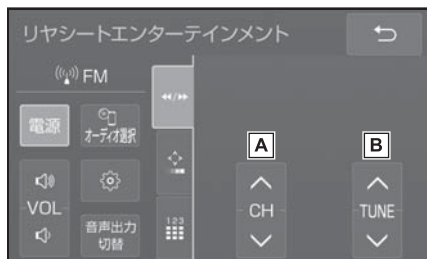 リヤシートエンターテインメント
FM
電源
オーディオ選択
VOL
音声出力
切替
123
A
CH
B
TUNE